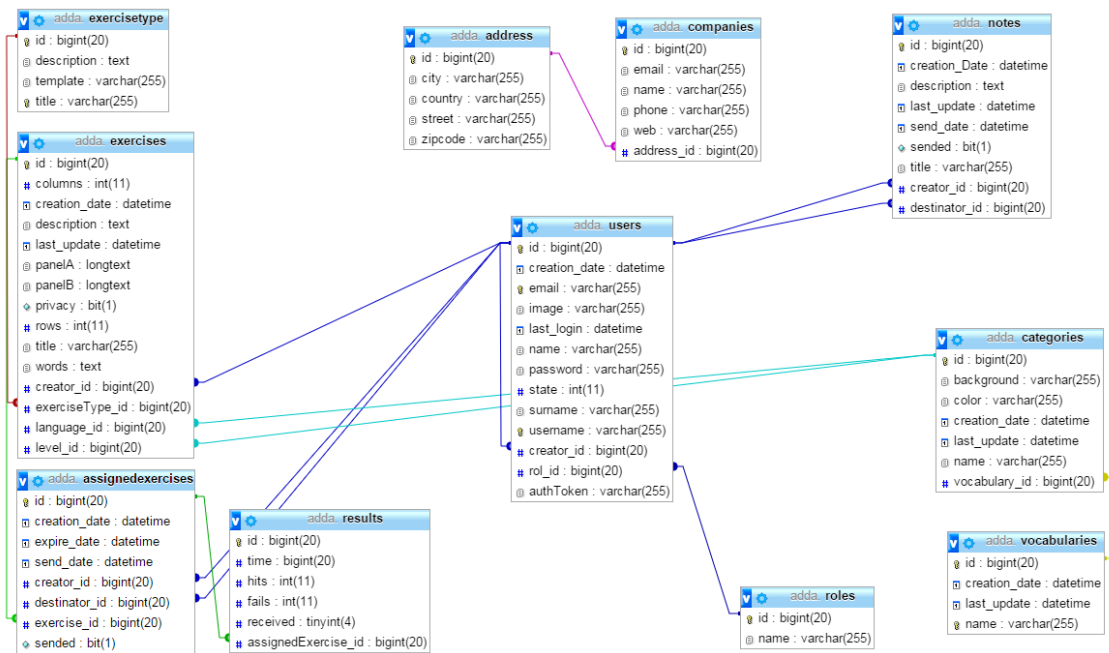 adda. exercisetype
id : bigint(20)
description : text
template : varchar(255)
title : varchar(255)
adda. exercises
id : bigint(20)
columns : int(11)
creation_date : datetime
description : text
last_update : datetime
panelA : longtext
panelB : longtext
privacy : bit(1)
rows : int(11)
title : varchar(255)
words : text
creator_id : bigint(20)
exerciseType_id : bigint(20)
language_id : bigint(20)
level_id : bigint(20)
adda. assignedexercises
id : bigint(20)
creation_date : datetime
expire_date : datetime
send_date : datetime
creator_id : bigint(20)
destinator_id : bigint(20)
exercise_id : bigint(20)
sended : bit(1)
adda. results
id : bigint(20)
time : bigint(20)
hits : int(11)
fails : int(11)
received : tinyint(4)
assignedExercise_id : bigint(20)
adda. address
id : bigint(20)
city : varchar(255)
country : varchar(255)
street : varchar(255)
zipcode : varchar(255)
adda. companies
id : bigint(20)
email : varchar(255)
name : varchar(255)
phone : varchar(255)
web : varchar(255)
address_id : bigint(20)
adda. users
id : bigint(20)
creation_date : datetime
email : varchar(255)
image : varchar(255)
last_login : datetime
name : varchar(255)
password : varchar(255)
state : int(11)
surname : varchar(255)
username : varchar(255)
creator_id : bigint(20)
rol_id : bigint(20)
authToken : varchar(255)
adda. notes
id : bigint(20)
creation_Date : datetime
description : text
last_update : datetime
send_date : datetime
sended : bit(1)
title : varchar(255)
creator_id : bigint(20)
destinator_id : bigint(20)
adda. categories
id : bigint(20)
background : varchar(255)
color : varchar(255)
creation_date : datetime
last_update : datetime
name : varchar(255)
vocabulary_id : bigint(20)
adda. vocabularies
id : bigint(20)
creation_date : datetime
last_update : datetime
name : varchar(255)
adda. roles
id : bigint(20)
name : varchar(255)